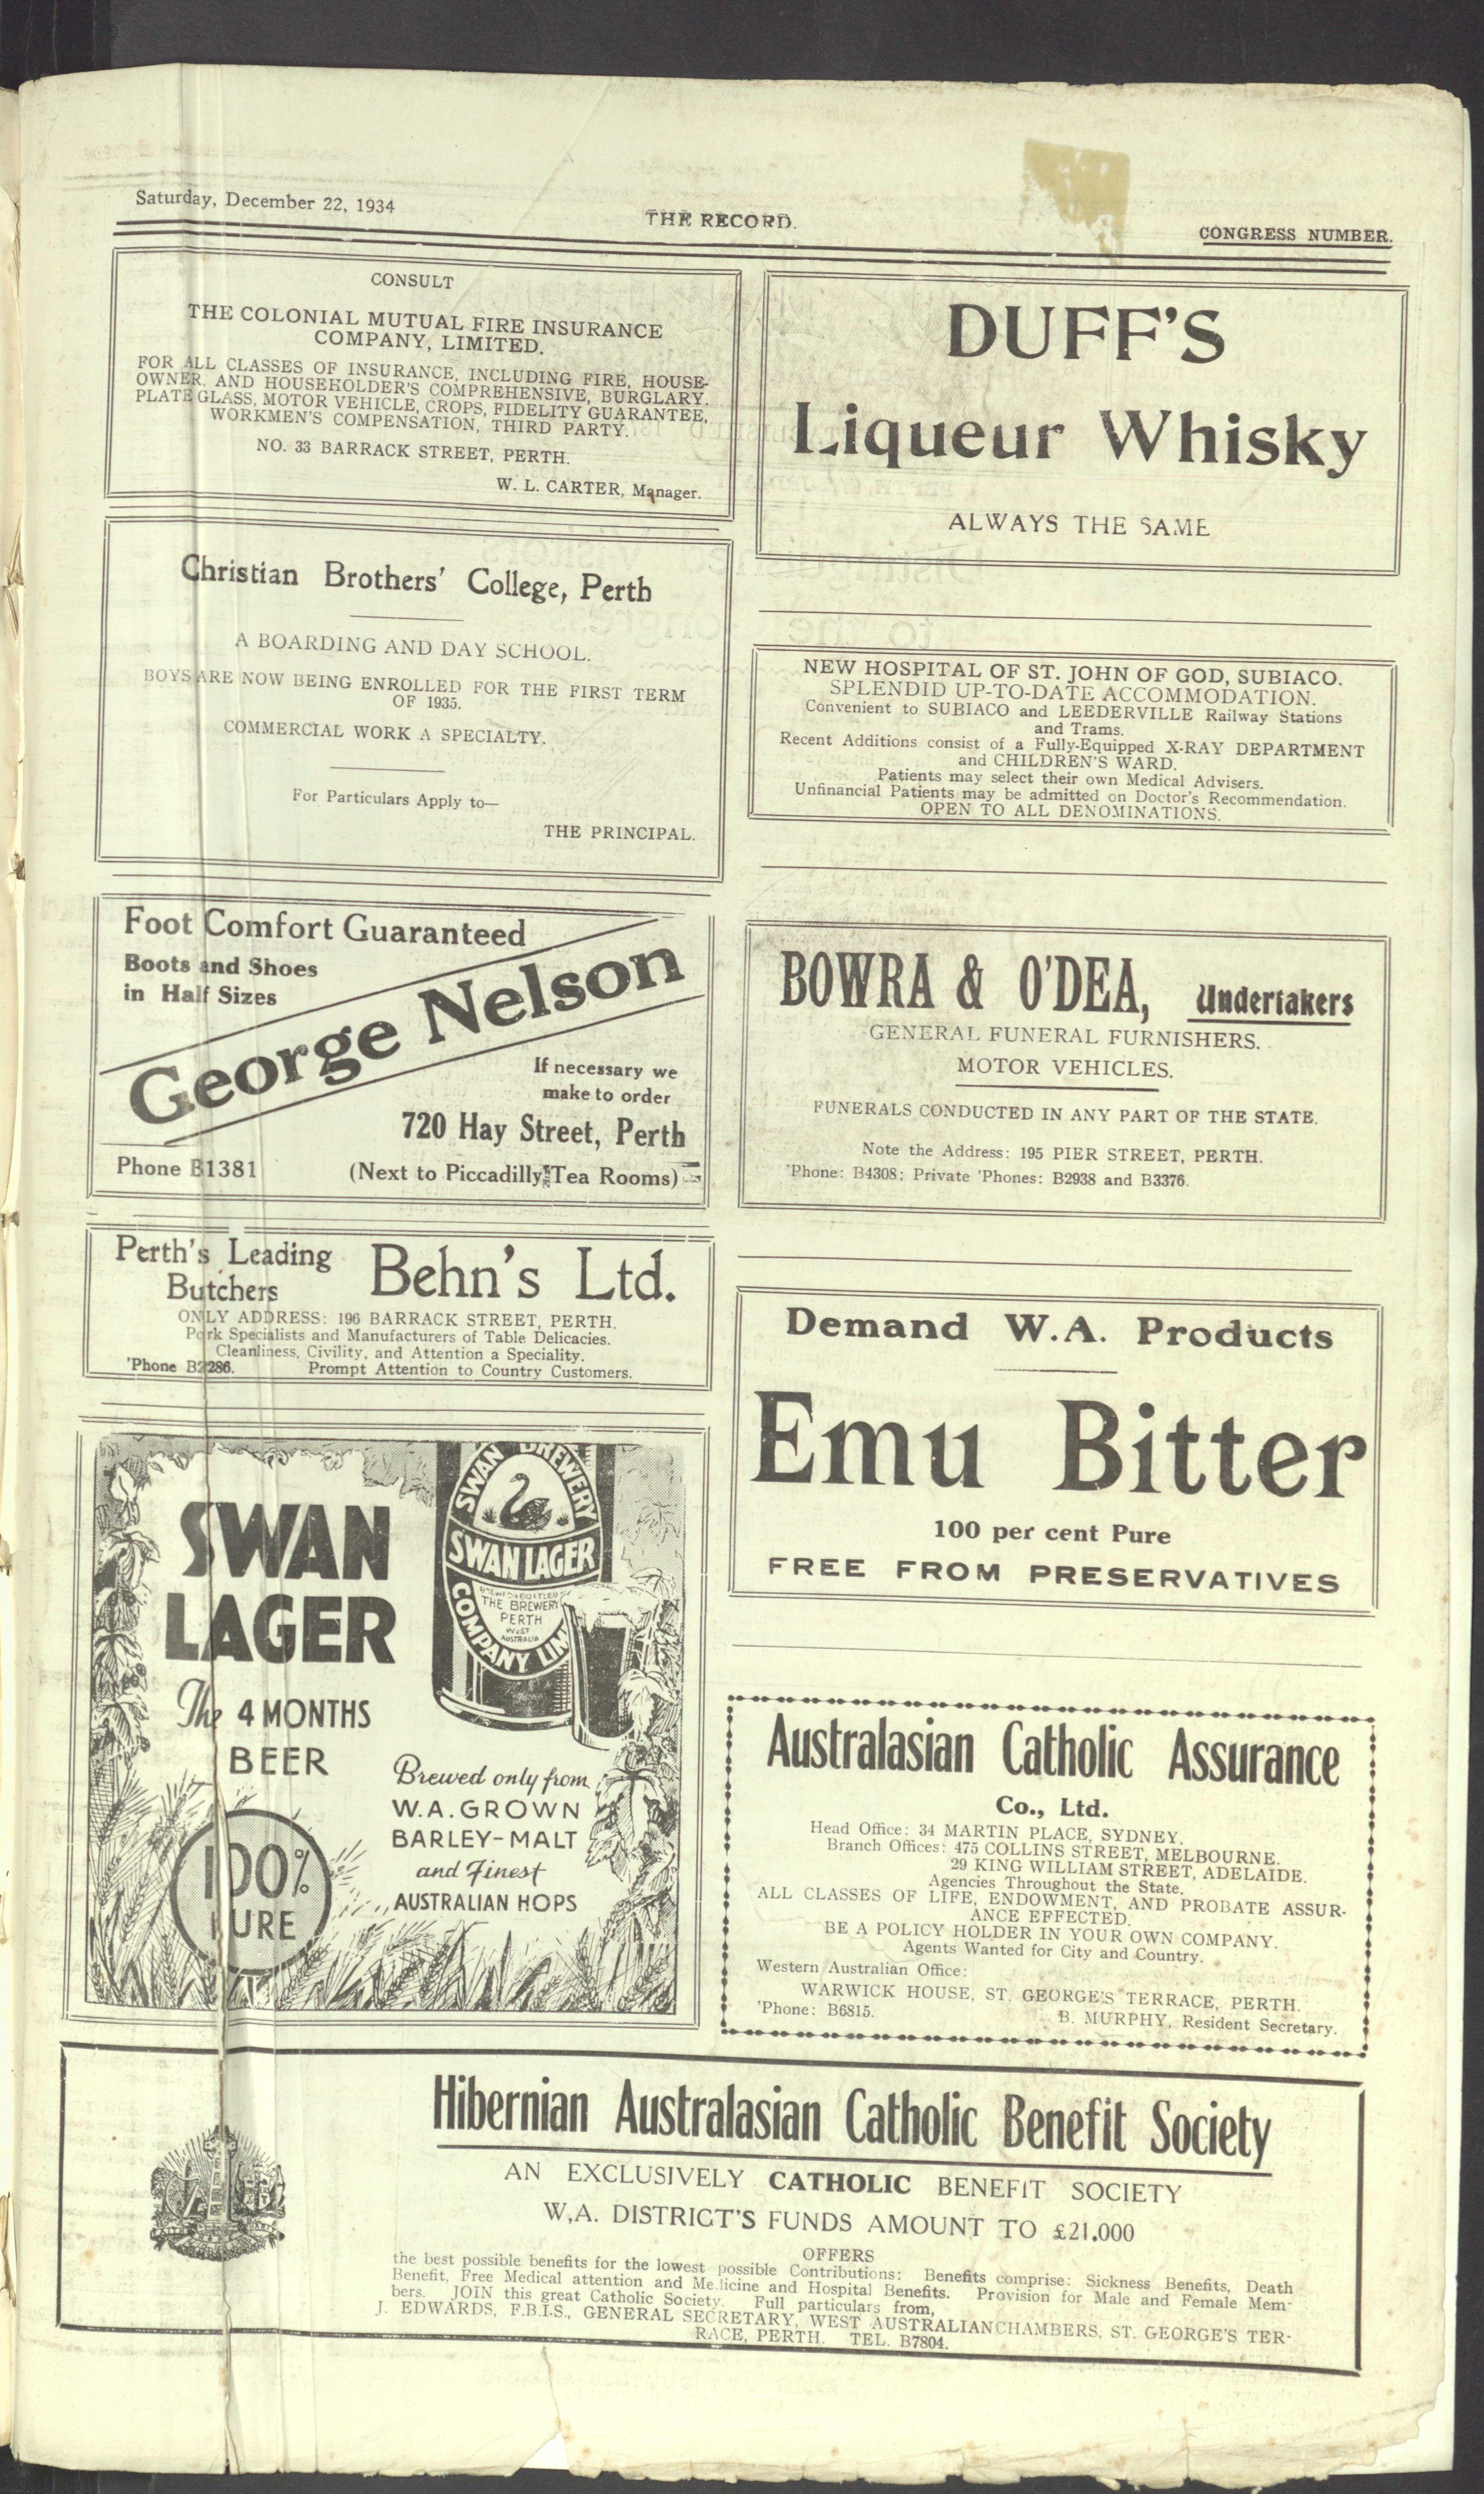 Saturday, December 22, 1934
THE RECORD.
CONGRESS NUMBER.
CONSULT
THE COLONIAL MUTUAL FIRE INSURANCE
COMPANY, LIMITED.
FOR ALL CLASSES OF INSURANCE, INCLUDING FIRE, HOUSE-
OWNER, AND HOUSEHOLDER'S COMPREHENSIVE, BURGLARY,
PLATE GLASS, MOTOR VEHICLE, CROPS, FIDELITY GUARANTEE,
WORKMEN'S COMPENSATION, THIRD PARTY.
NO. 33 BARRACK STREET, PERTH.
W. L. CARTER, Manager.
Christian Brothers' College, Perth
A BOARDING AND DAY SCHOOL.
BOYS ARE NOW BEING ENROLLED FOR THE FIRST TERM
OF 1935.
COMMERCIAL WORK A SPECIALTY.
For Particulars Apply to—
THE PRINCIPAL.
Foot Comfort Guaranteed
Boots and Shoes
in Half Sizes
George Nelson
If necessary we
make to order
720 Hay Street, Perth
Phone B1381
(Next to Piccadilly Tea Rooms)
Perth's Leading
Butchers
Behn's Ltd.
ONLY ADDRESS: 196 BARRACK STREET, PERTH.
Pork Specialists and Manufacturers of Table Delicacies.
Cleanliness, Civility, and Attention a Speciality.
'Phone B2286. Prompt Attention to Country Customers.
SWAN
LAGER
The 4 MONTHS
BEER
100%
PURE
SWAN BREWERY
SWAN LAGER
COMPANY LIM
THE BREWERY
PERTH
WEST
AUSTRALIA
Brewed only from
W.A. GROWN
BARLEY-MALT
and Finest
AUSTRALIAN HOPS
DUFF'S
Liqueur Whisky
ALWAYS THE SAME
NEW HOSPITAL OF ST. JOHN OF GOD, SUBIACO.
SPLENDID UP-TO-DATE ACCOMMODATION.
Convenient to SUBIACO and LEEDERVILLE Railway Stations
and Trams.
Recent Additions consist of a Fully-Equipped X-RAY DEPARTMENT
and CHILDREN'S WARD.
Patients may select their own Medical Advisers.
Unfinancial Patients may be admitted on Doctor's Recommendation.
OPEN TO ALL DENOMINATIONS.
BOWRA & O'DEA, Undertakers
GENERAL FUNERAL FURNISHERS.
MOTOR VEHICLES.
FUNERALS CONDUCTED IN ANY PART OF THE STATE.
Note the Address: 195 PIER STREET, PERTH.
'Phone: B4308; Private 'Phones: B2938 and B3376.
Demand W.A. Products
Emu Bitter
100 per cent Pure
FREE FROM PRESERVATIVES
Australasian Catholic Assurance
Co., Ltd.
Head Office: 34 MARTIN PLACE, SYDNEY.
Branch Offices: 475 COLLINS STREET, MELBOURNE.
29 KING WILLIAM STREET, ADELAIDE.
Agencies Throughout the State.
ALL CLASSES OF LIFE, ENDOWMENT, AND PROBATE ASSUR-
ANCE EFFECTED.
BE A POLICY HOLDER IN YOUR OWN COMPANY.
Agents Wanted for City and Country.
Western Australian Office:
WARWICK HOUSE, ST. GEORGE'S TERRACE, PERTH.
'Phone: B6815. B. MURPHY, Resident Secretary.
Hibernian Australasian Catholic Benefit Society
AN EXCLUSIVELY CATHOLIC BENEFIT SOCIETY
W.A. DISTRICT'S FUNDS AMOUNT TO £21,000
OFFERS
the best possible benefits for the lowest possible Contributions: Benefits comprise: Sickness Benefits, Death
Benefit, Free Medical attention and Medicine and Hospital Benefits. Provision for Male and Female Mem-
bers. JOIN this great Catholic Society. Full particulars from,
J. EDWARDS, F.B.I.S., GENERAL SECRETARY, WEST AUSTRALIAN CHAMBERS, ST. GEORGE'S TER-
RACE, PERTH. TEL. B7804.